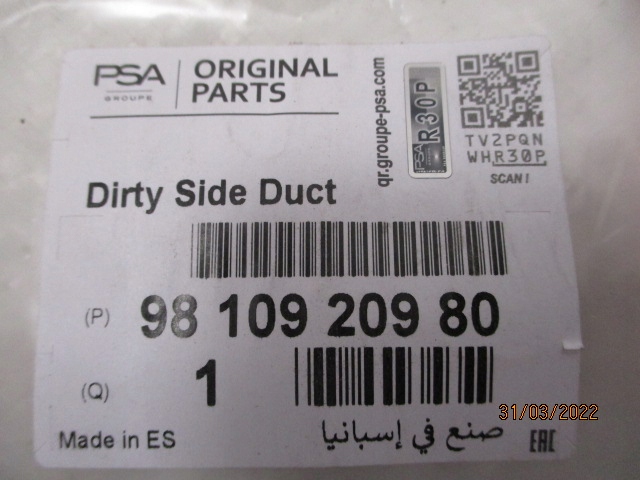 PSA
GROUPE
ORIGINAL
PARTS
qr.groupe-psa.com
PSA R30P
TV2PQN
WHR30P
SCAN !
Dirty Side Duct
(P) 98 109 209 80
(Q) 1
Made in ES
صنع في إسبانيا
EAC
31/03/2022